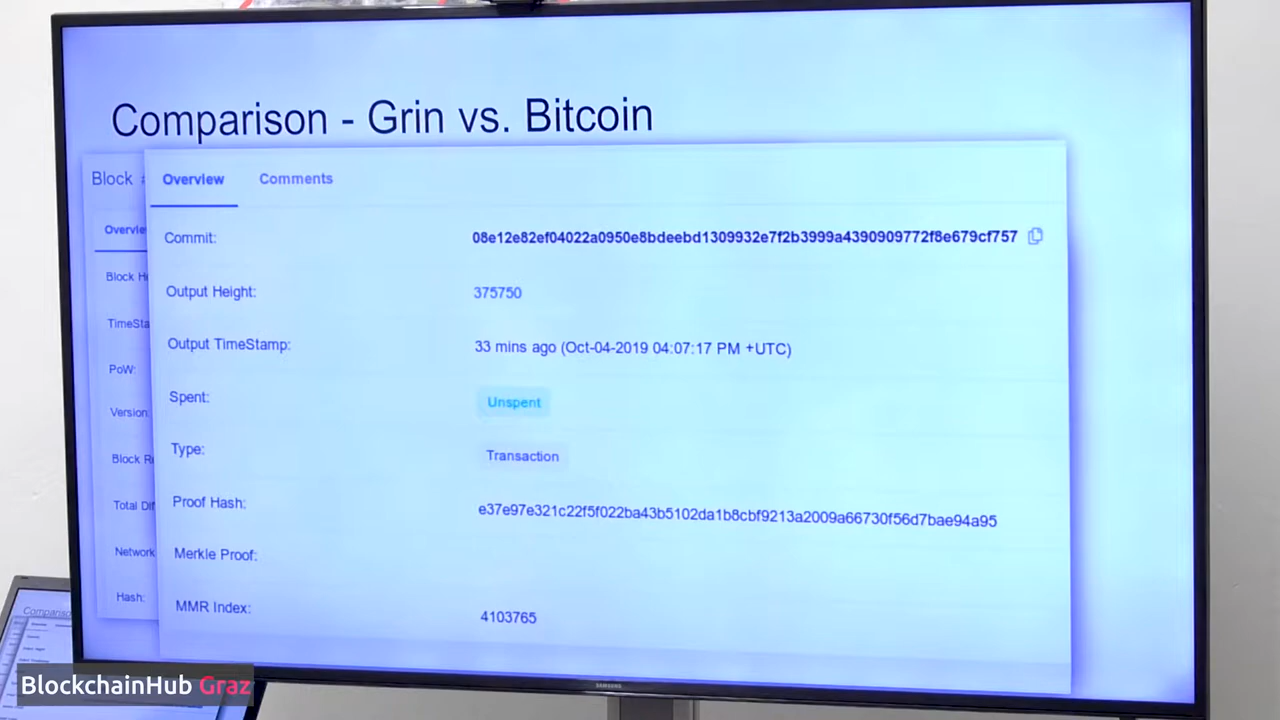 Comparison - Grin vs. Bitcoin
Block
Overview Comments
Commit: 08e12e82ef04022a0950e8bdeebd1309932e7f2b3999a4390909772f8e679cf757
Output Height: 375750
Output TimeStamp: 33 mins ago (Oct-04-2019 04:07:17 PM +UTC)
Spent: Unspent
Type: Transaction
Proof Hash: e37e97e321c22f5f022ba43b5102da1b8cbf9213a2009a66730f56d7bae94a95
Merkle Proof:
MMR Index: 4103765
Overvie
Block H
TimeSta
PoW:
Version
Block R
Total Dif
Network
Hash:
SAMSUNG
BlockchainHub Graz